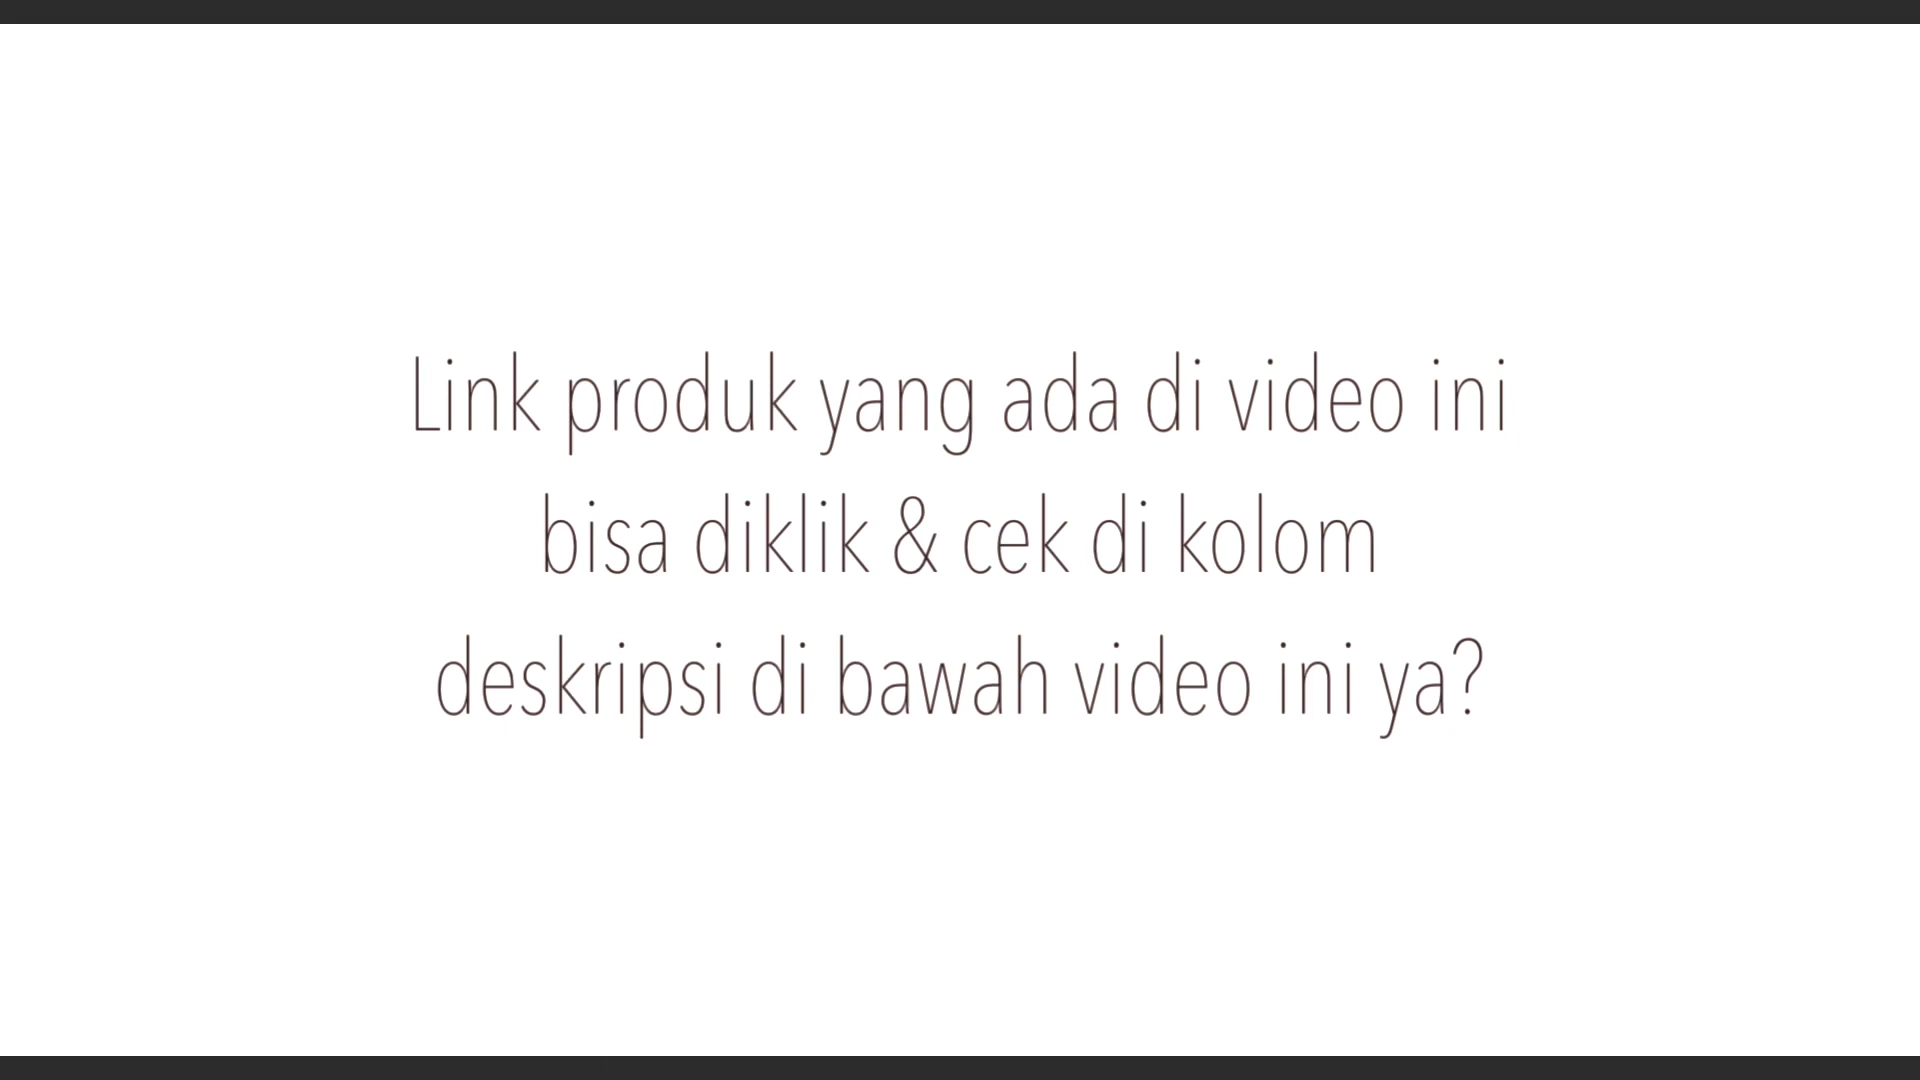 Link produk yang ada di video ini
bisa diklik & cek di kolom
deskripsi di bawah video ini ya?